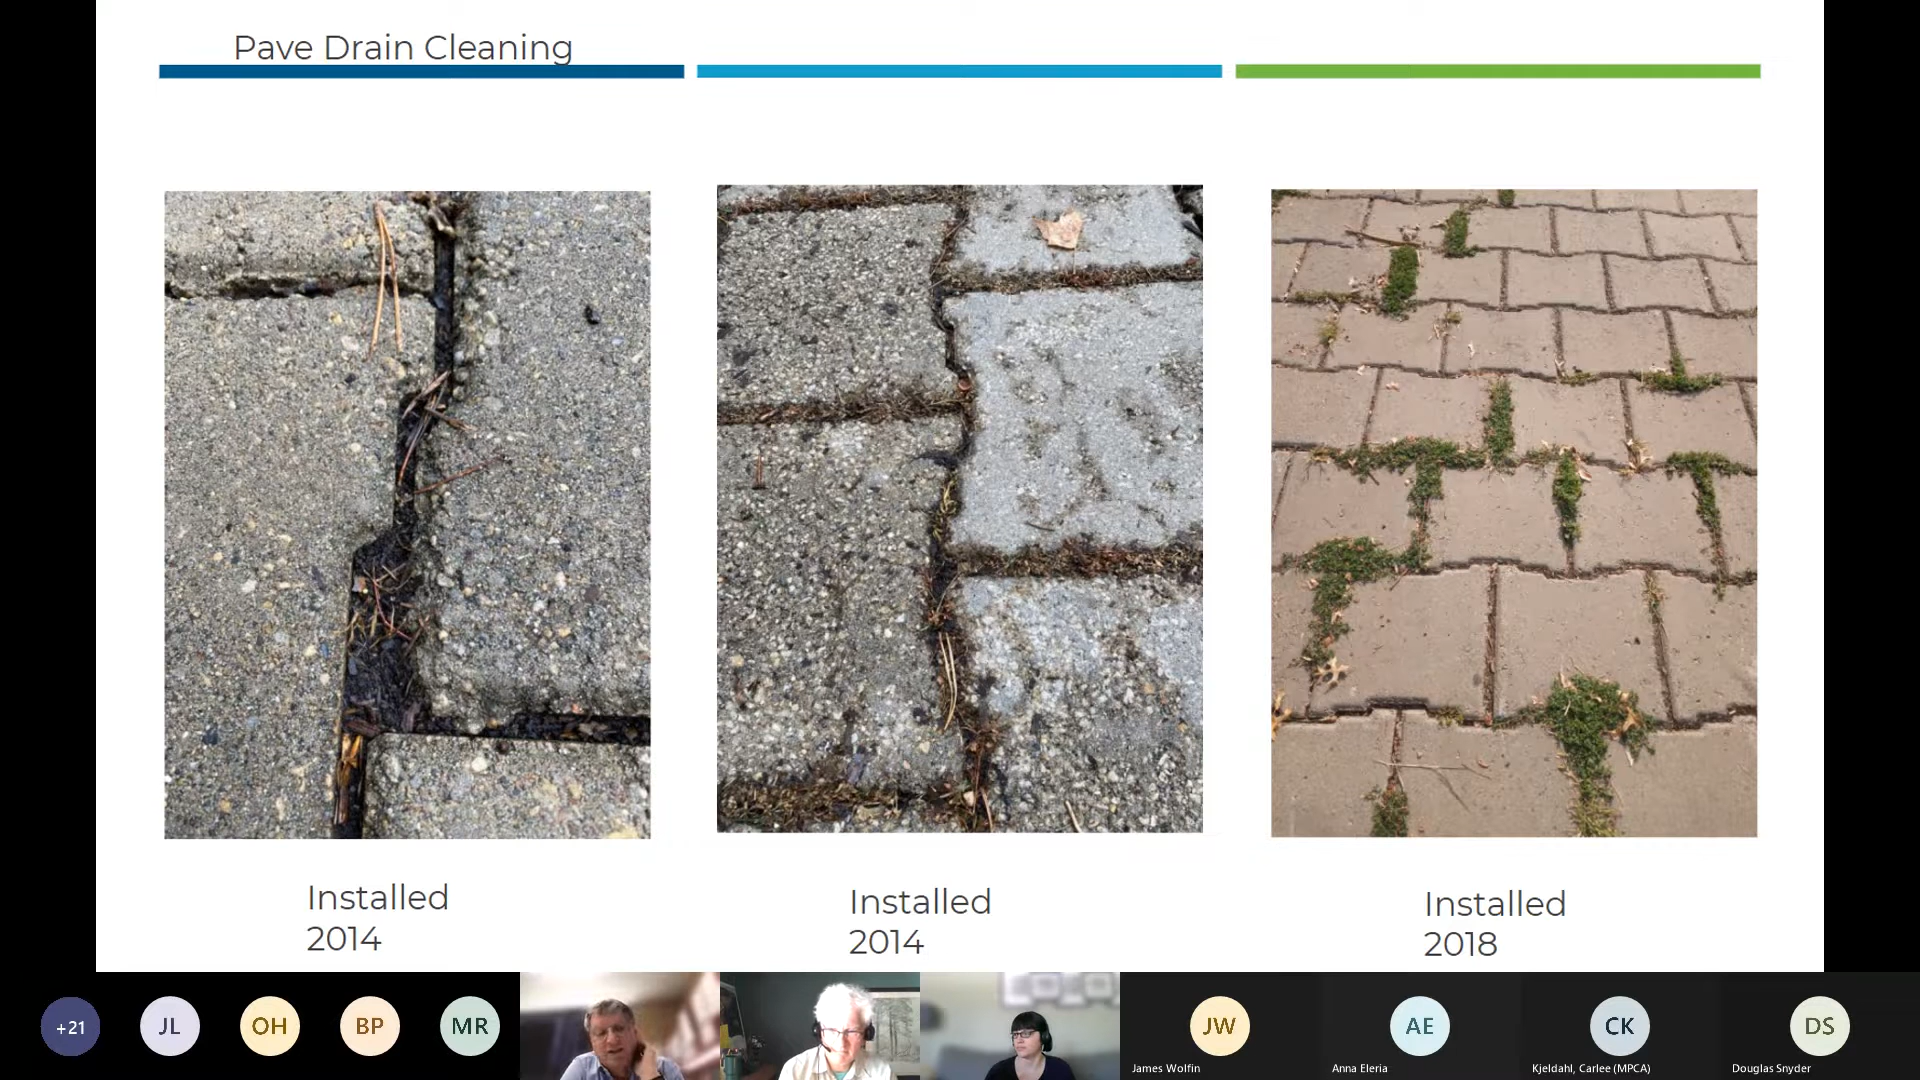 Pave Drain Cleaning
Installed
2014
Installed
2014
Installed
2018
+21
JL
OH
BP
MR
JW
AE
CK
DS
James Wolfin
Anna Eleria
Kjeldahl, Carlee (MPCA)
Douglas Snyder